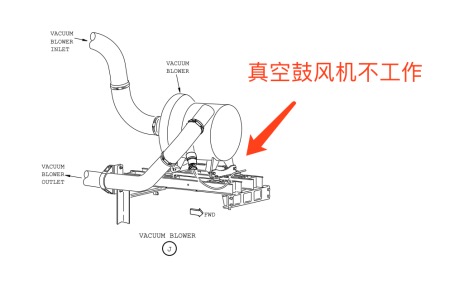 VACUUM
BLOWER
INLET
VACUUM
BLOWER
真空鼓风机不工作
VACUUM
BLOWER
OUTLET
FWD
VACUUM BLOWER
J